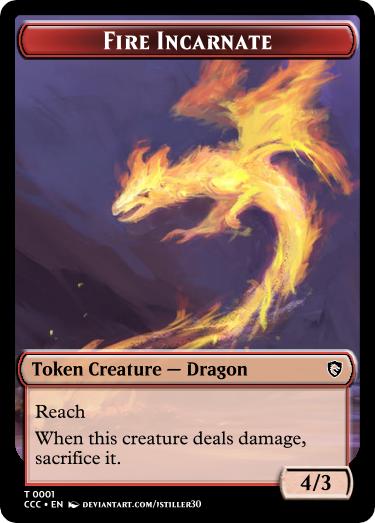 FIRE INCARNATE
Token Creature — Dragon
Reach
When this creature deals damage,
sacrifice it.
4/3
T 0001
CCC • EN DEVIANTART.COM/ISTILLER30